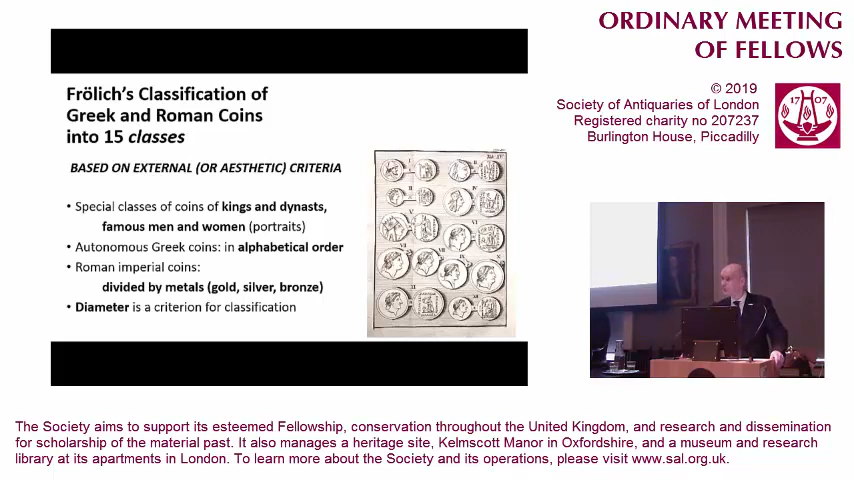 ORDINARY MEETING
OF FELLOWS
© 2019
Society of Antiquaries of London
Registered charity no 207237
Burlington House, Piccadilly
17 07
Frölich's Classification of
Greek and Roman Coins
into 15 classes
BASED ON EXTERNAL (OR AESTHETIC) CRITERIA
• Special classes of coins of kings and dynasts,
famous men and women (portraits)
• Autonomous Greek coins: in alphabetical order
• Roman imperial coins:
divided by metals (gold, silver, bronze)
• Diameter is a criterion for classification
The Society aims to support its esteemed Fellowship, conservation throughout the United Kingdom, and research and dissemination
for scholarship of the material past. It also manages a heritage site, Kelmscott Manor in Oxfordshire, and a museum and research
library at its apartments in London. To learn more about the Society and its operations, please visit www.sal.org.uk.